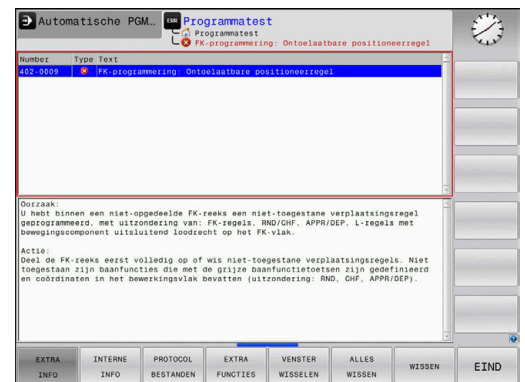 Automatische PGM...
ERR
Programmatest
Programmatest
FK-programmering: Ontoelaatbare positioneerregel
Number Type Text
402-0009 FK-programmering: Ontoelaatbare positioneerregel
Oorzaak:
U hebt binnen een niet-opgedeelde FK-reeks een niet-toegestane verplaatsingsregel
geprogrammeerd, met uitzondering van: FK-regels, RND/CHF, APPR/DEP, L-regels met
bewegingscomponent uitsluitend loodrecht op het FK-vlak.
Actie:
Deel de FK-reeks eerst volledig op of wis niet-toegestane verplaatsingsregels. Niet
toegestaan zijn baanfuncties die met de grijze baanfunctietoetsen zijn gedefinieerd
en coördinaten in het bewerkingsvlak bevatten (uitzondering: RND, CHF, APPR/DEP).
EXTRA INFO
INTERNE INFO
PROTOCOL BESTANDEN
EXTRA FUNCTIES
VENSTER WISSELEN
ALLES WISSEN
WISSEN
EIND